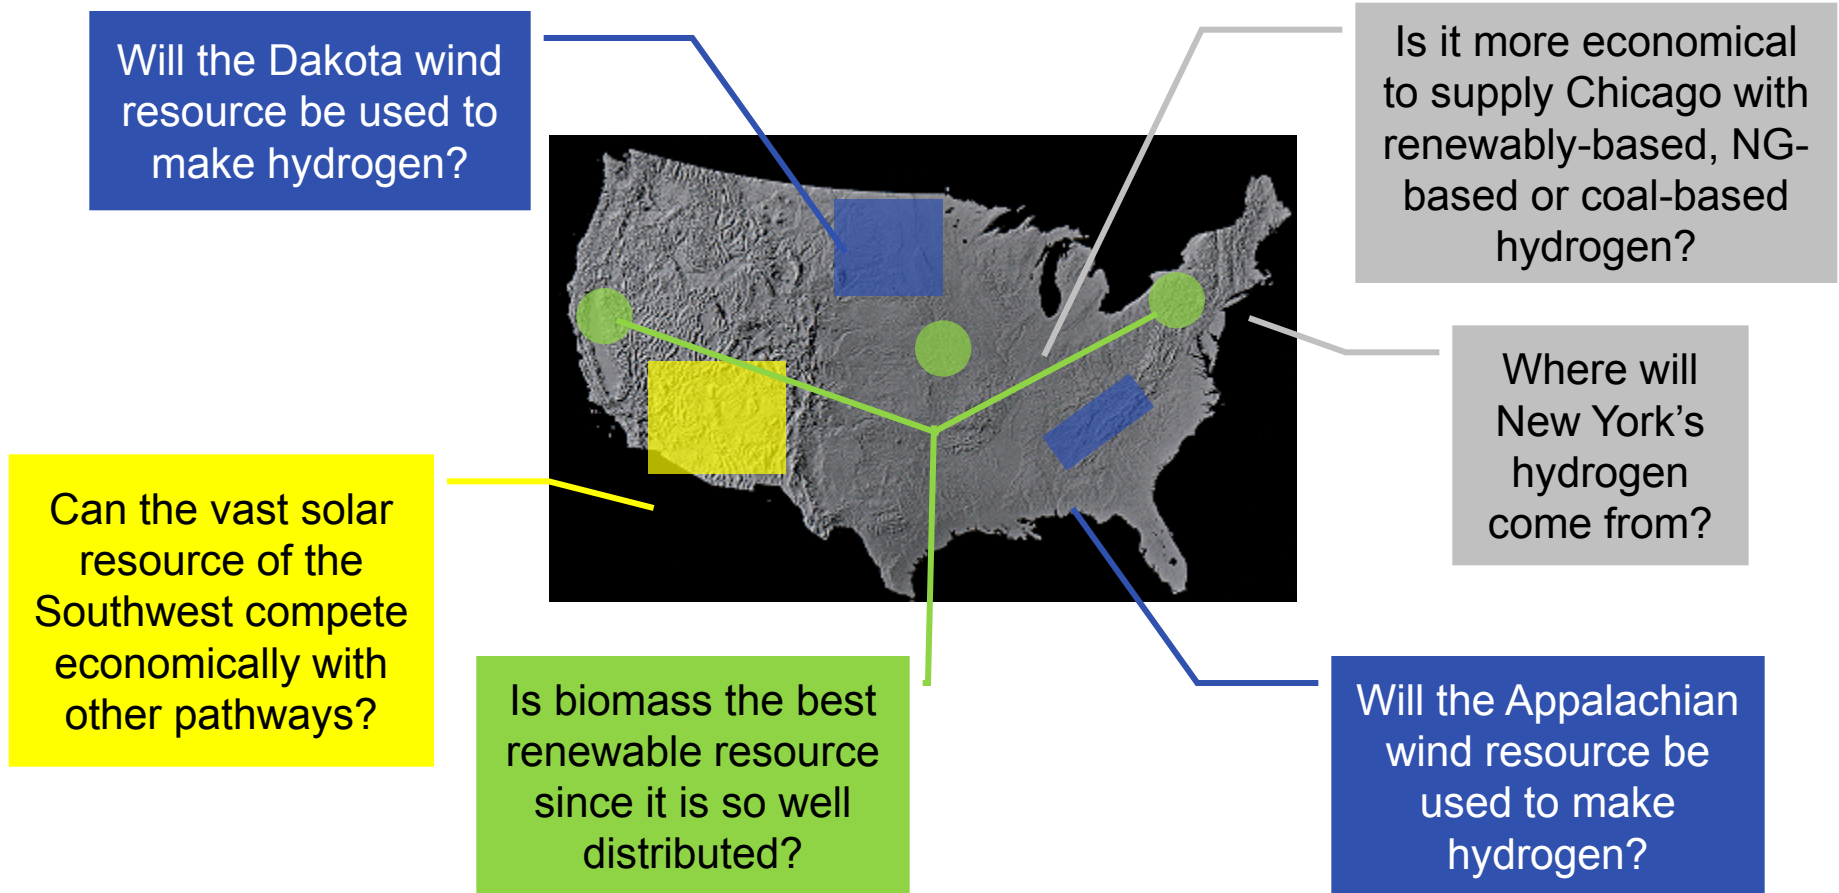 Will the Dakota wind
resource be used to
make hydrogen?
Is it more economical
to supply Chicago with
renewably-based, NG-
based or coal-based
hydrogen?
Where will
New York’s
hydrogen
come from?
Can the vast solar
resource of the
Southwest compete
economically with
other pathways?
Is biomass the best
renewable resource
since it is so well
distributed?
Will the Appalachian
wind resource be
used to make
hydrogen?